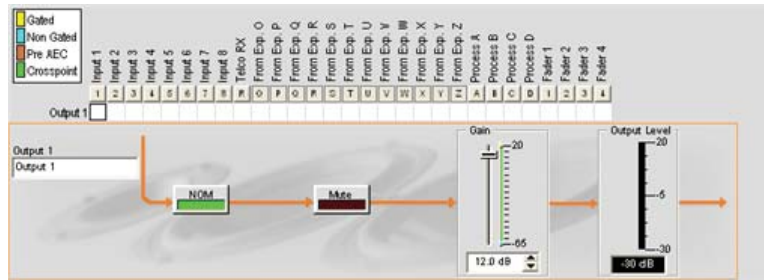 Gated
Non Gated
Pre AEC
Crosspoint
Input 1
Input 2
Input 3
Input 4
Input 5
Input 6
Input 7
Input 8
Telco RX
From Exp. O
From Exp. P
From Exp. Q
From Exp. R
From Exp. S
From Exp. T
From Exp. U
From Exp. V
From Exp. W
From Exp. X
From Exp. Y
From Exp. Z
Process A
Process B
Process C
Process D
Fader 1
Fader 2
Fader 3
Fader 4
1 2 3 4 5 6 7 8 R O P Q R S T U V W X Y Z A B C D 1 2 3 4
Output 1
Output 1
Output 1
NOM
Mute
Gain
20
-65
12.0 dB
Output Level
20
-5
-30
-30 dB